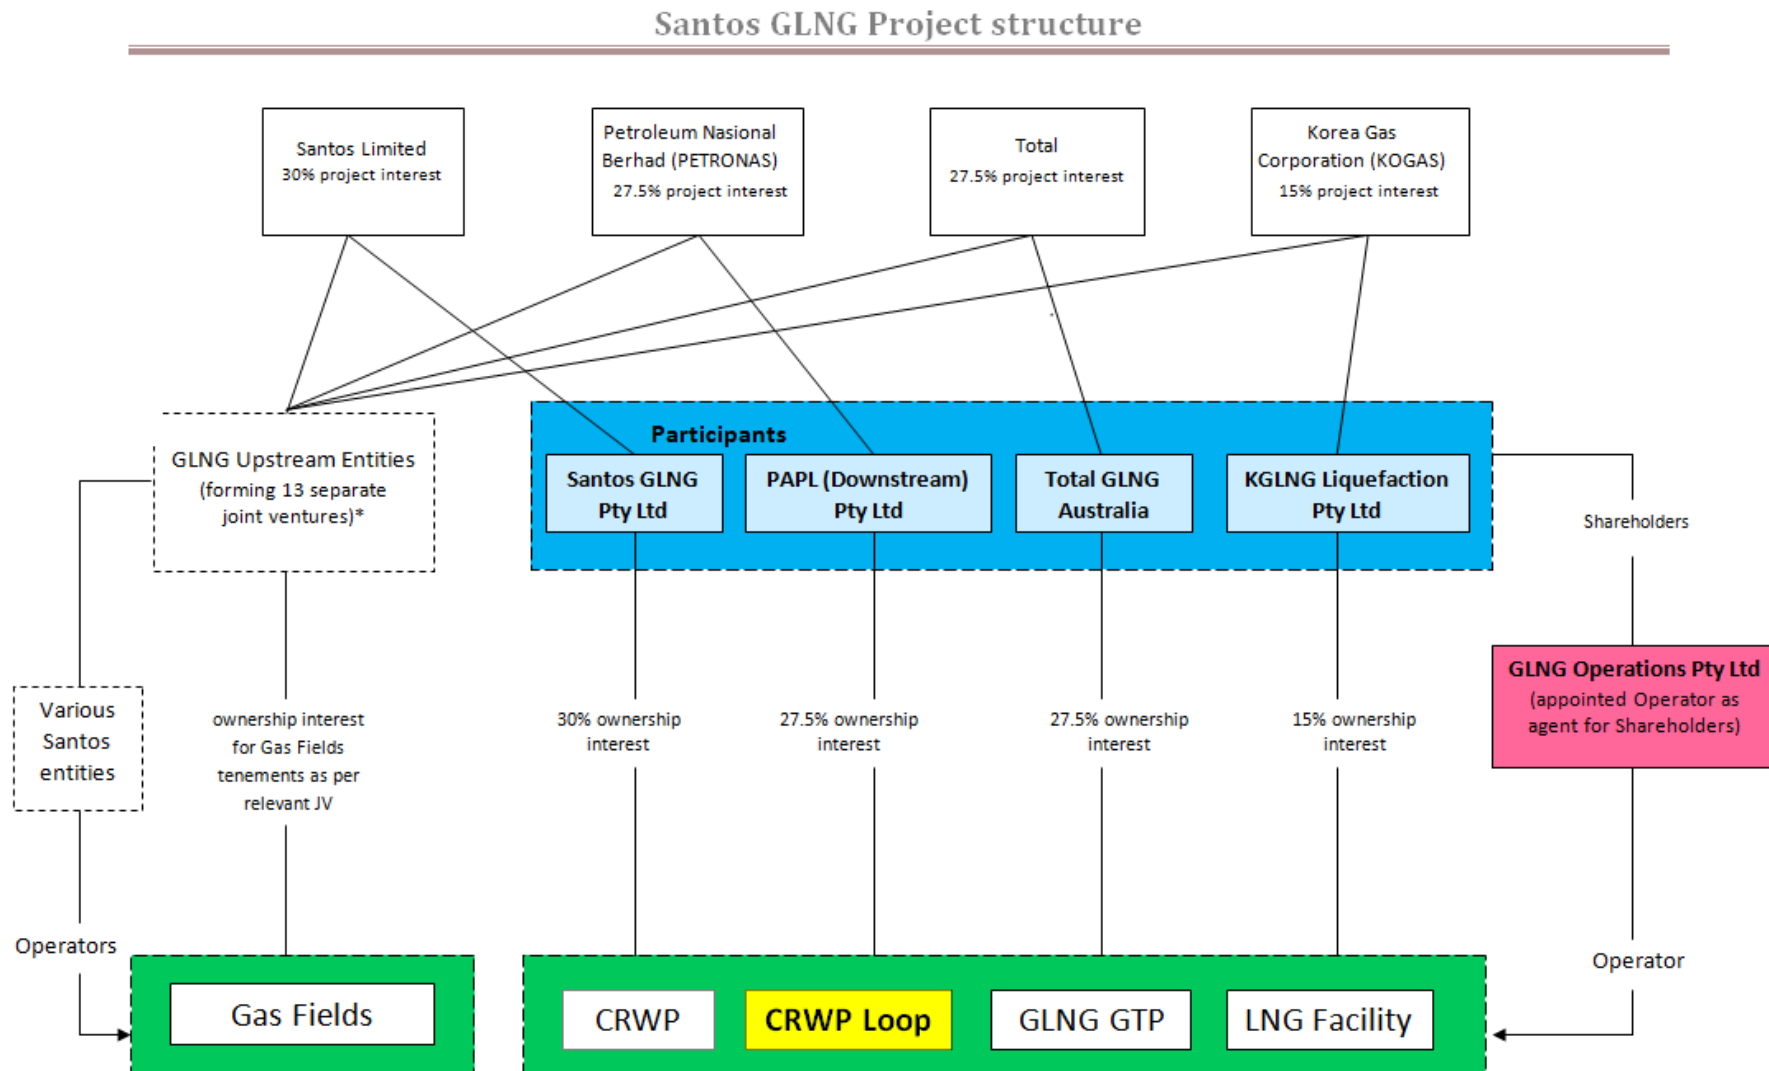 Santos GLNG Project structure
Santos Limited
30% project interest
Petroleum Nasional
Berhad (PETRONAS)
27.5% project interest
Total
27.5% project interest
Korea Gas
Corporation (KOGAS)
15% project interest
GLNG Upstream Entities
(forming 13 separate
joint ventures)*
Participants
Santos GLNG
Pty Ltd
PAPL (Downstream)
Pty Ltd
Total GLNG
Australia
KGLNG Liquefaction
Pty Ltd
Shareholders
GLNG Operations Pty Ltd
(appointed Operator as
agent for Shareholders)
Various
Santos
entities
ownership interest
for Gas Fields
tenements as per
relevant JV
30% ownership
interest
27.5% ownership
interest
27.5% ownership
interest
15% ownership
interest
Operators
Operator
Gas Fields
CRWP
CRWP Loop
GLNG GTP
LNG Facility